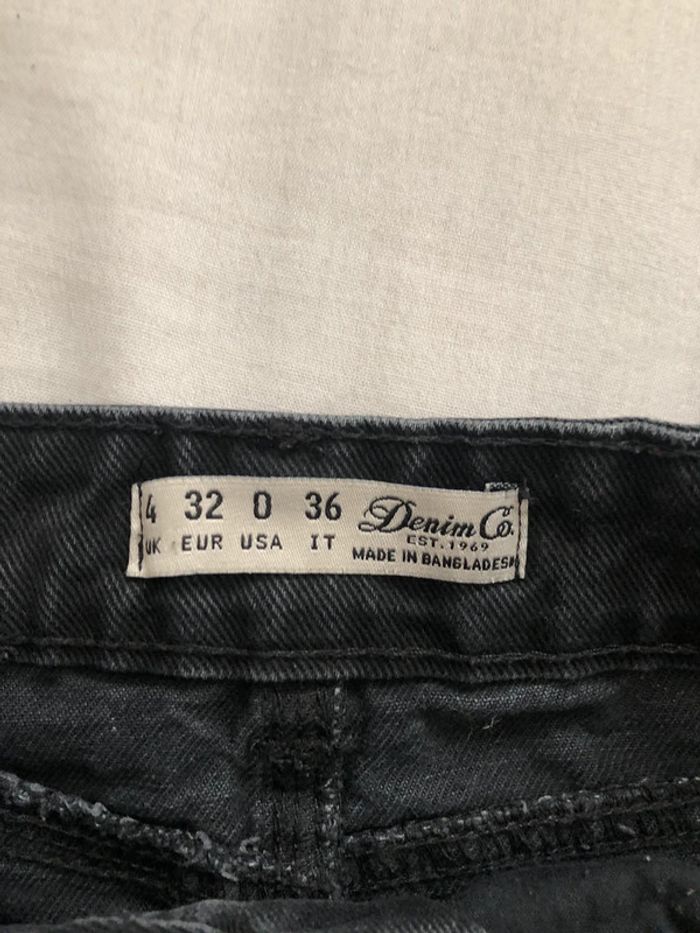 4 32 0 36
UK EUR USA IT
Denim Co.
EST. 1969
MADE IN BANGLADESH